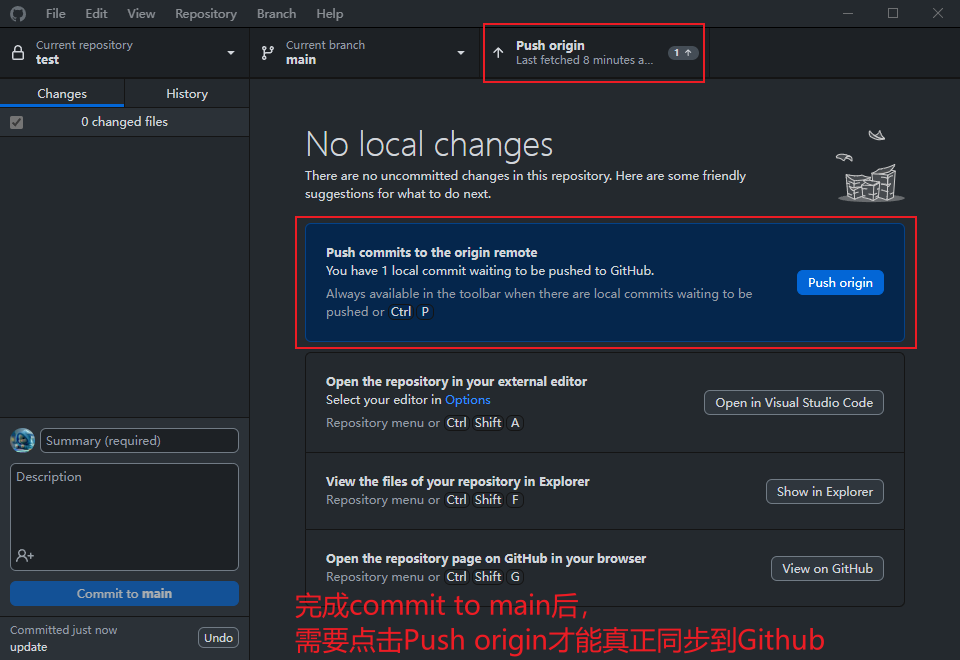 File Edit View Repository Branch Help
Current repository
test
Current branch
main
Push origin
Last fetched 8 minutes a...
1
Changes
History
0 changed files
No local changes
There are no uncommitted changes in this repository. Here are some friendly
suggestions for what to do next.
Push commits to the origin remote
You have 1 local commit waiting to be pushed to GitHub.
Always available in the toolbar when there are local commits waiting to be
pushed or Ctrl P
Push origin
Open the repository in your external editor
Select your editor in Options
Repository menu or Ctrl Shift A
Open in Visual Studio Code
View the files of your repository in Explorer
Repository menu or Ctrl Shift F
Show in Explorer
Open the repository page on GitHub in your browser
Repository menu or Ctrl Shift G
View on GitHub
Summary (required)
Description
Commit to main
Committed just now
update
Undo
完成commit to main后，
需要点击Push origin才能真正同步到Github